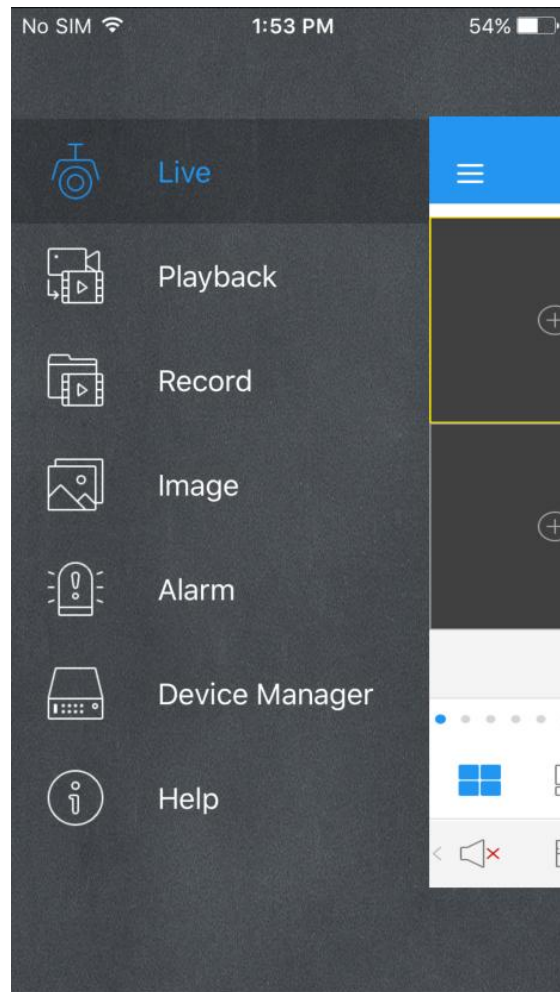 No SIM 1:53 PM 54%
Live
Playback
Record
Image
Alarm
Device Manager
Help